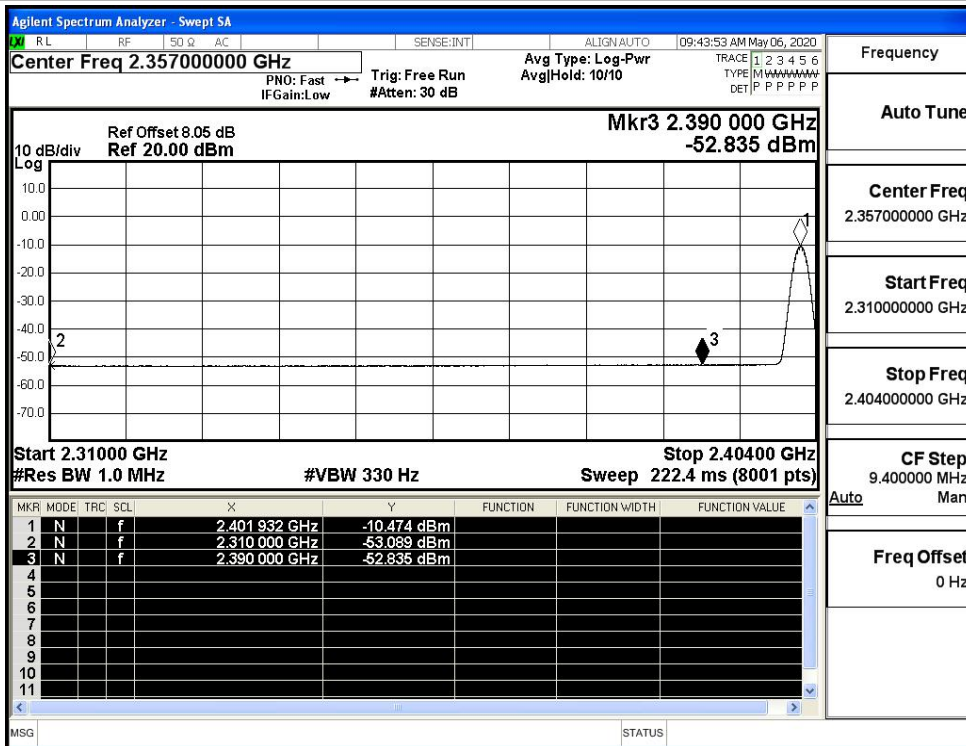 Agilent Spectrum Analyzer - Swept SA
LXI RL RF 50 Ω AC SENSE:INT ALIGN AUTO 09:43:53 AM May 06, 2020
Center Freq 2.357000000 GHz
PNO: Fast
IFGain:Low
Trig: Free Run
#Atten: 30 dB
Avg Type: Log-Pwr
Avg|Hold: 10/10
TRACE 1 2 3 4 5 6
TYPE M W W W W W
DET P P P P P P
Ref Offset 8.05 dB
10 dB/div Ref 20.00 dBm
Log
Mkr3 2.390 000 GHz
-52.835 dBm
10.0
0.00
-10.0
-20.0
-30.0
-40.0
-50.0
-60.0
-70.0
1
2
3
Start 2.31000 GHz Stop 2.40400 GHz
#Res BW 1.0 MHz #VBW 330 Hz Sweep 222.4 ms (8001 pts)
MKR MODE TRC SCL X Y FUNCTION FUNCTION WIDTH FUNCTION VALUE
1 N f 2.401 932 GHz -10.474 dBm
2 N f 2.310 000 GHz -53.089 dBm
3 N f 2.390 000 GHz -52.835 dBm
4
5
6
7
8
9
10
11
MSG STATUS
Frequency
Auto Tune
Center Freq
2.357000000 GHz
Start Freq
2.310000000 GHz
Stop Freq
2.404000000 GHz
CF Step
9.400000 MHz
Auto Man
Freq Offset
0 Hz